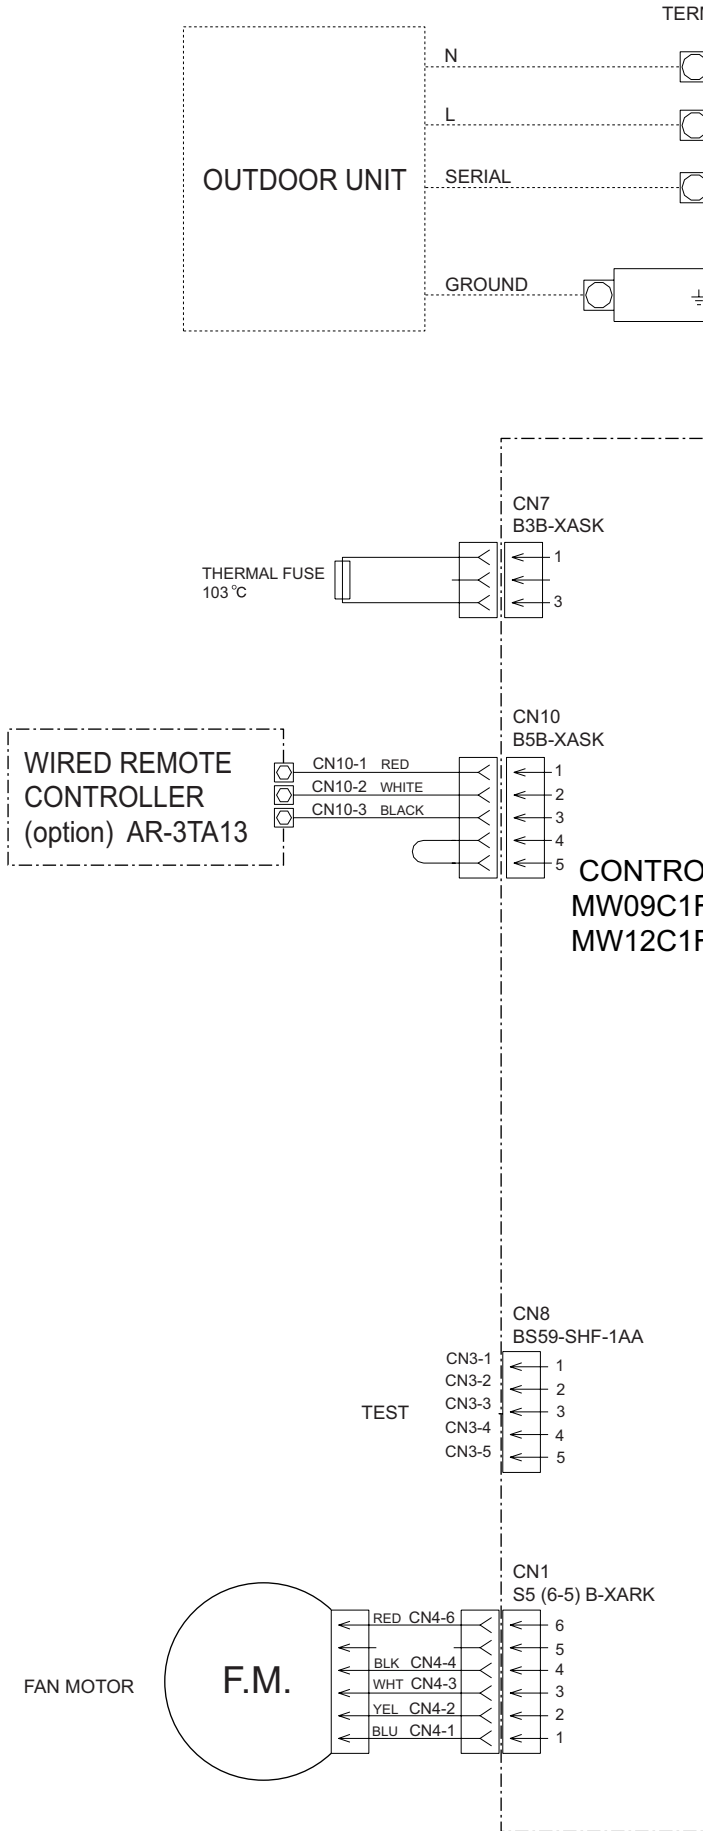 TER
N
L
OUTDOOR UNIT
SERIAL
GROUND
CN7
B3B-XASK
1
THERMAL FUSE
103 °C
3
CN10
B5B-XASK
WIRED REMOTE
CONTROLLER
(option) AR-3TA13
CN10-1 RED
CN10-2 WHITE
CN10-3 BLACK
1
2
3
4
5
CONTRO
MW09C1
MW12C1
CN8
BS59-SHF-1AA
CN3-1 1
CN3-2 2
CN3-3 3
CN3-4 4
CN3-5 5
TEST
CN1
S5 (6-5) B-XARK
RED CN4-6 6
5
BLK CN4-4 4
WHT CN4-3 3
YEL CN4-2 2
BLU CN4-1 1
F.M.
FAN MOTOR